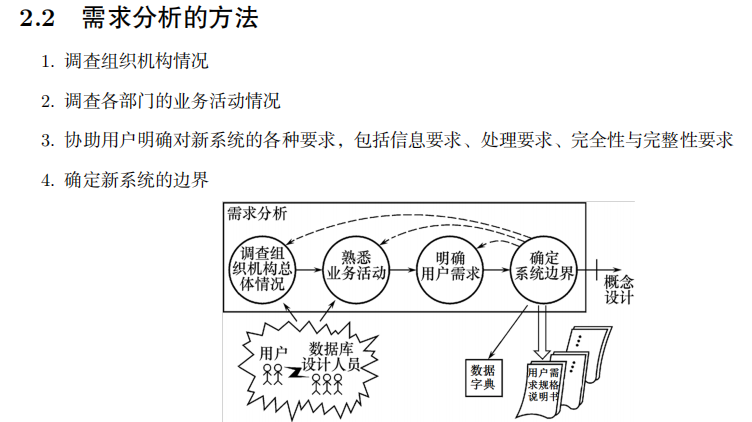 2.2 需求分析的方法
1. 调查组织机构情况
2. 调查各部门的业务活动情况
3. 协助用户明确对新系统的各种要求，包括信息要求、处理要求、完全性与完整性要求
4. 确定新系统的边界
需求分析
调查组
织机构总
体情况
熟悉
业务活动
明确
用户需求
确定
系统边界
概念
设计
用户
数据库
设计人员
数据
字典
用户需
求规格
说明书